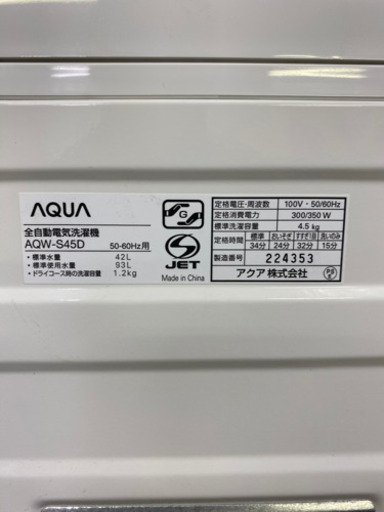 AQUA
全自動電気洗濯機
AQW-S45D 50-60Hz用
・標準水量 42L
・標準使用水量 93L
・ドライコース時の洗濯容量 1.2kg
G
JET
Made in China
定格電圧・周波数 100V・50/60Hz
定格消費電力 300/350 W
標準洗濯容量 4.5 kg
定格時間 標準 おいそぎ すすぎ1回 洗いのみ
34分 24分 32分 15分
製造番号 224353
アクア株式会社
PSE